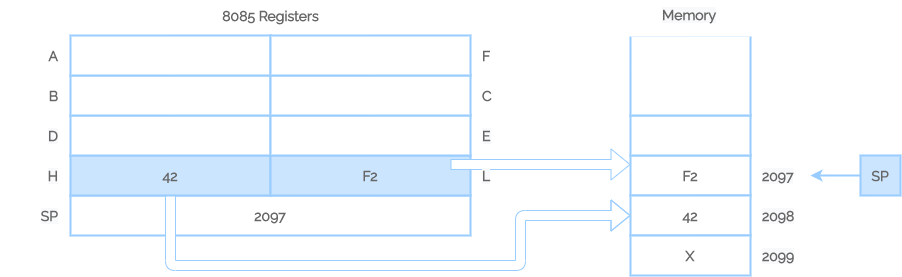 8085 Registers
Memory
A F
B C
D E
H 42 F2 L
F2 2097 SP
SP 2097
42 2098
X 2099